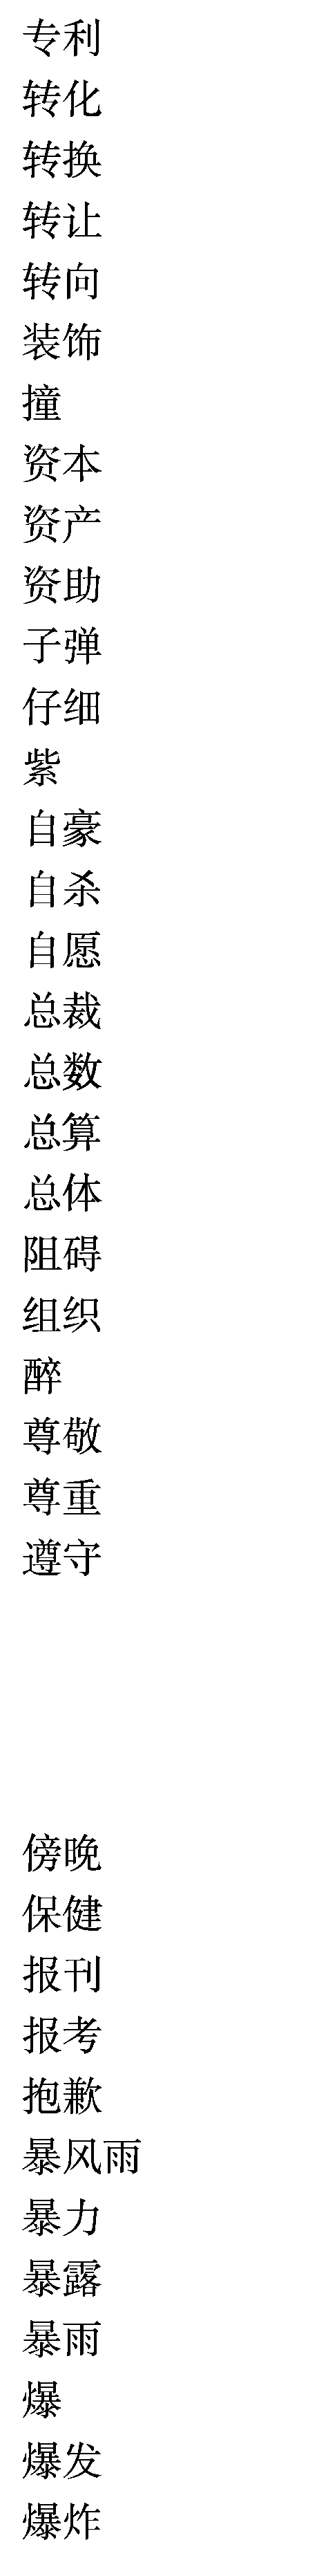 专利
转化
转换
转让
转向
装饰
撞
资本
资产
资助
子弹
仔细
紫
自豪
自杀
自愿
总裁
总数
总算
总体
阻碍
组织
醉
尊敬
尊重
遵守
傍晚
保健
报刊
报考
抱歉
暴风雨
暴力
暴露
暴雨
爆
爆发
爆炸